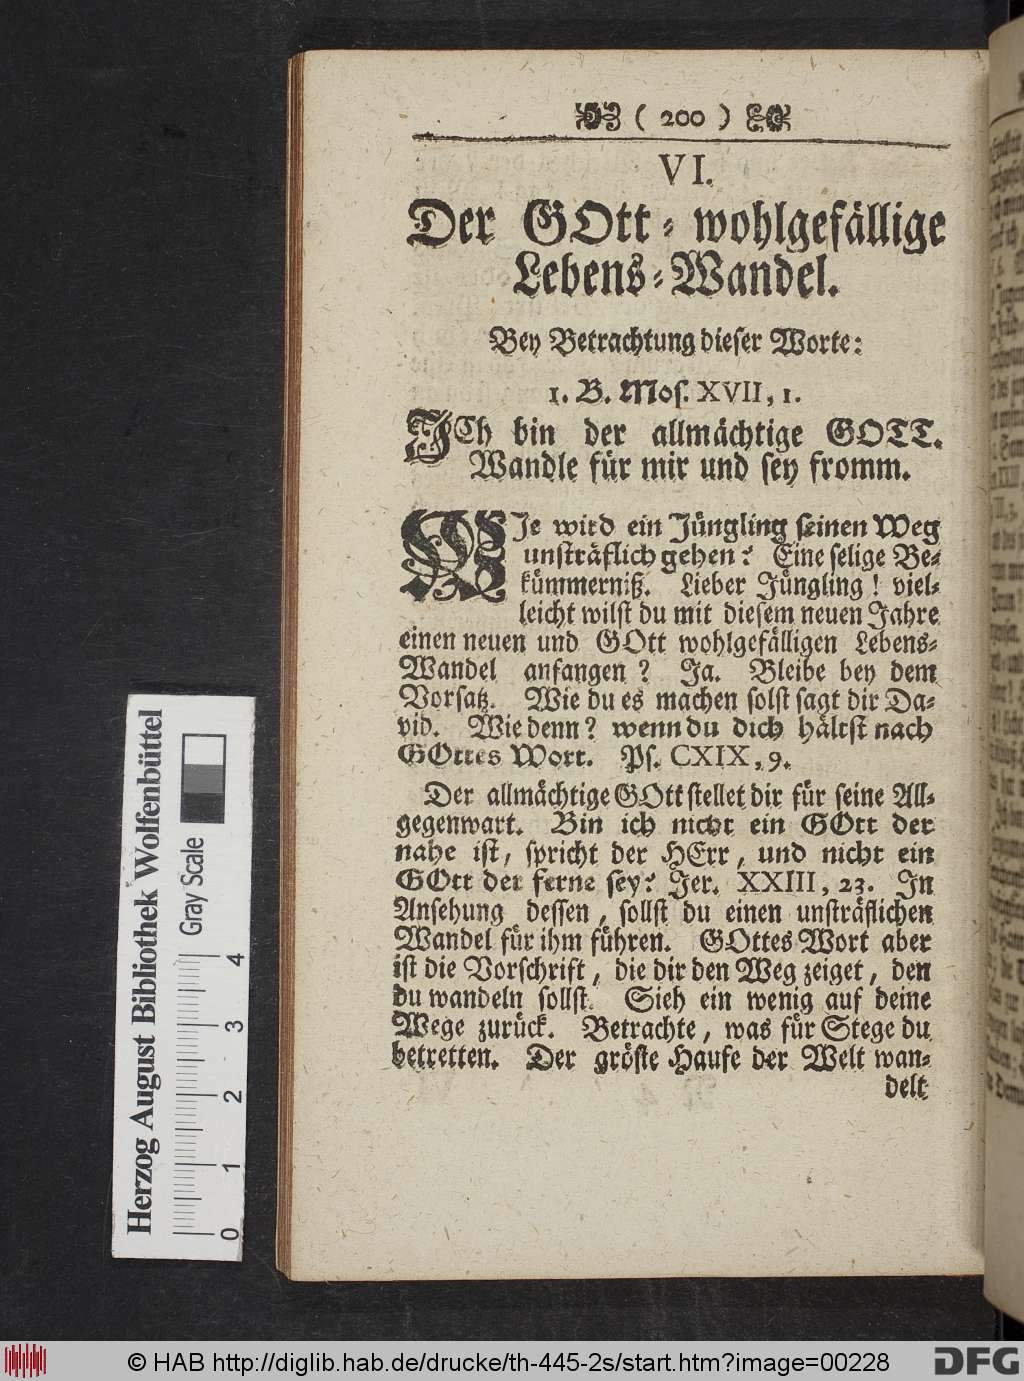 ( 200 )
VI.
Der GOtt-wohlgefällige
Lebens-Wandel.
Bey Betrachtung dieser Worte:
1. B. Mos. XVII, 1.
ICh bin der allmächtige GOTT.
Wandle für mir und sey fromm.
WIe wird ein Jüngling seinen Weg
unsträflich gehen? Eine selige Be-
kümmerniß. Lieber Jüngling! viel-
leicht wilst du mit diesem neuen Jahre
einen neuen und GOtt wohlgefälligen Lebens-
Wandel anfangen? Ja. Bleibe bey dem
Vorsatz. Wie du es machen solst sagt dir Da-
vid. Wie denn? wenn du dich hältst nach
GOttes Wort. Ps. CXIX, 9.
Der allmächtige GOtt stellet dir für seine All-
gegenwart. Bin ich nicht ein GOtt der
nahe ist, spricht der HErr, und nicht ein
GOtt der ferne sey? Jer. XXIII, 23. In
Ansehung dessen, sollst du einen unsträflichen
Wandel für ihm führen. GOttes Wort aber
ist die Vorschrift, die dir den Weg zeiget, den
du wandeln sollst. Sieh ein wenig auf deine
Wege zurück. Betrachte, was für Stege du
betretten. Der gröste Haufe der Welt wan-
delt
Herzog August Bibliothek Wolfenbüttel
Gray Scale
0 1 2 3 4
© HAB http://diglib.hab.de/drucke/th-445-2s/start.htm?image=00228
DFG